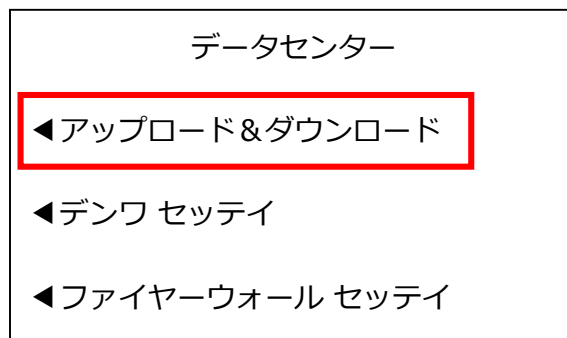 データセンター
◀アップロード＆ダウンロード
◀デンワ セッテイ
◀ファイヤーウォール セッテイ